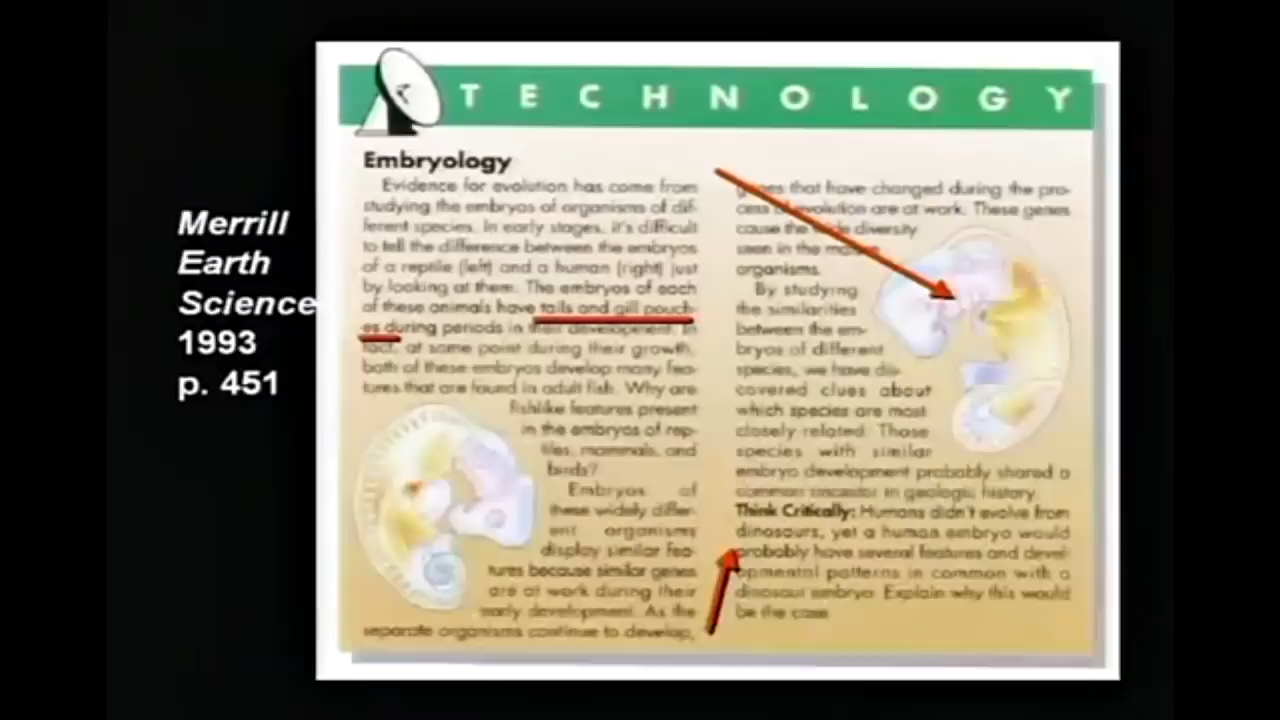 Merrill
Earth
Science
1993
p. 451
TECHNOLOGY
Embryology
Evidence for evolution has come from
studying the embryos of organisms of dif-
ferent species. In early stages, it's difficult
to tell the difference between the embryos
of a reptile (left) and a human (right) just
by looking at them. The embryos of each
of these animals have tails and gill pouch-
es during periods in their development. In
fact, at some point during their growth,
both of these embryos develop many fea-
tures that are found in adult fish. Why are
fishlike features present
in the embryos of rep-
tiles, mammals, and
birds?
Embryos of
these widely differ-
ent organisms
display similar fea-
tures because similar genes
are at work during their
early development. As the
separate organisms continue to develop,
genes that have changed during the pro-
cess of evolution are at work. These genes
cause the wide diversity
seen in the mature
organisms.
By studying
the similarities
between the em-
bryos of different
species, we have dis-
covered clues about
which species are most
closely related. Those
species with similar
embryo development probably shared a
common ancestor in geologic history.
Think Critically: Humans didn't evolve from
dinosaurs, yet a human embryo would
probably have several features and devel-
opmental patterns in common with a
dinosaur embryo. Explain why this would
be the case.